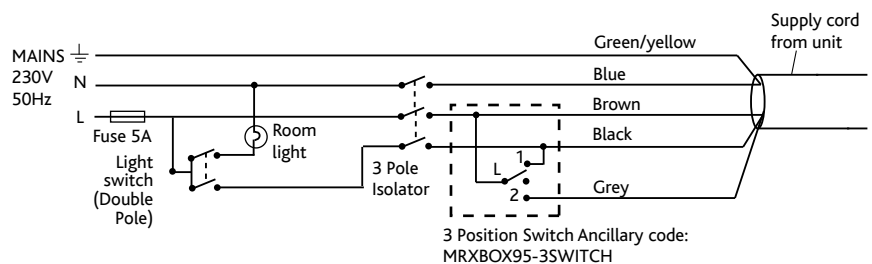 Supply cord
from unit
Green/yellow
MAINS
230V
50Hz
N
Blue
L
Brown
Fuse 5A
Room
light
Black
Light
switch
(Double
Pole)
3 Pole
Isolator
L
1
2
Grey
3 Position Switch Ancillary code:
MRXBOX95-3SWITCH